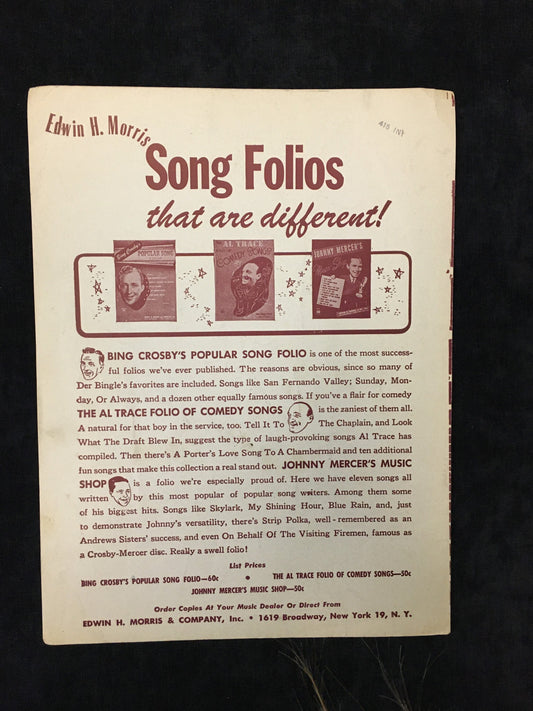 Edwin H. Morris
Song Folios
that are different!
Bing Crosby's
POPULAR SONG
AL TRACE
COMEDY SONGS
JOHNNY MERCER'S
BING CROSBY'S POPULAR SONG FOLIO is one of the most success-
ful folios we've ever published. The reasons are obvious, since so many of
Der Bingle's favorites are included. Songs like San Fernando Valley; Sunday, Mon-
day, Or Always, and a dozen other equally famous songs. If you've a flair for comedy
THE AL TRACE FOLIO OF COMEDY SONGS is the zaniest of them all.
A natural for that boy in the service, too. Tell It To The Chaplain, and Look
What The Draft Blew In, suggest the type of laugh-provoking songs Al Trace has
compiled. Then there's A Porter's Love Song To A Chambermaid and ten additional
fun songs that make this collection a real stand out. JOHNNY MERCER'S MUSIC
SHOP is a folio we're especially proud of. Here we have eleven songs all
written by this most popular of popular song writers. Among them some
of his biggest hits. Songs like Skylark, My Shining Hour, Blue Rain, and, just
to demonstrate Johnny's versatility, there's Strip Polka, well-remembered as an
Andrews Sisters' success, and even On Behalf Of The Visiting Firemen, famous as
a Crosby-Mercer disc. Really a swell folio!
List Prices
BING CROSBY'S POPULAR SONG FOLIO—60c • THE AL TRACE FOLIO OF COMEDY SONGS—50c
JOHNNY MERCER'S MUSIC SHOP—50c
Order Copies At Your Music Dealer Or Direct From
EDWIN H. MORRIS & COMPANY, Inc. • 1619 Broadway, New York 19, N. Y.